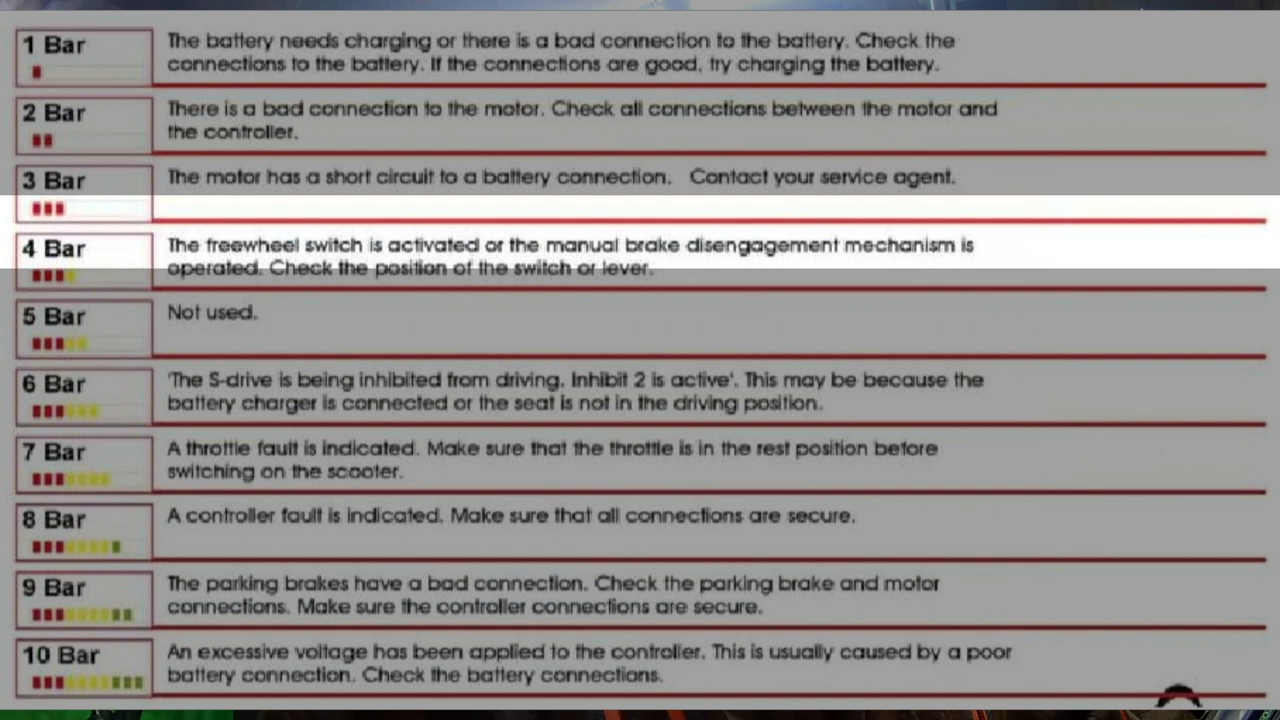 1 Bar
The battery needs charging or there is a bad connection to the battery. Check the
connections to the battery. If the connections are good, try charging the battery.
2 Bar
There is a bad connection to the motor. Check all connections between the motor and
the controller.
3 Bar
The motor has a short circuit to a battery connection. Contact your service agent.
4 Bar
The freewheel switch is activated or the manual brake disengagement mechanism is
operated. Check the position of the switch or lever.
5 Bar
Not used.
6 Bar
'The S-drive is being inhibited from driving. Inhibit 2 is active'. This may be because the
battery charger is connected or the seat is not in the driving position.
7 Bar
A throttle fault is indicated. Make sure that the throttle is in the rest position before
switching on the scooter.
8 Bar
A controller fault is indicated. Make sure that all connections are secure.
9 Bar
The parking brakes have a bad connection. Check the parking brake and motor
connections. Make sure the controller connections are secure.
10 Bar
An excessive voltage has been applied to the controller. This is usually caused by a poor
battery connection. Check the battery connections.